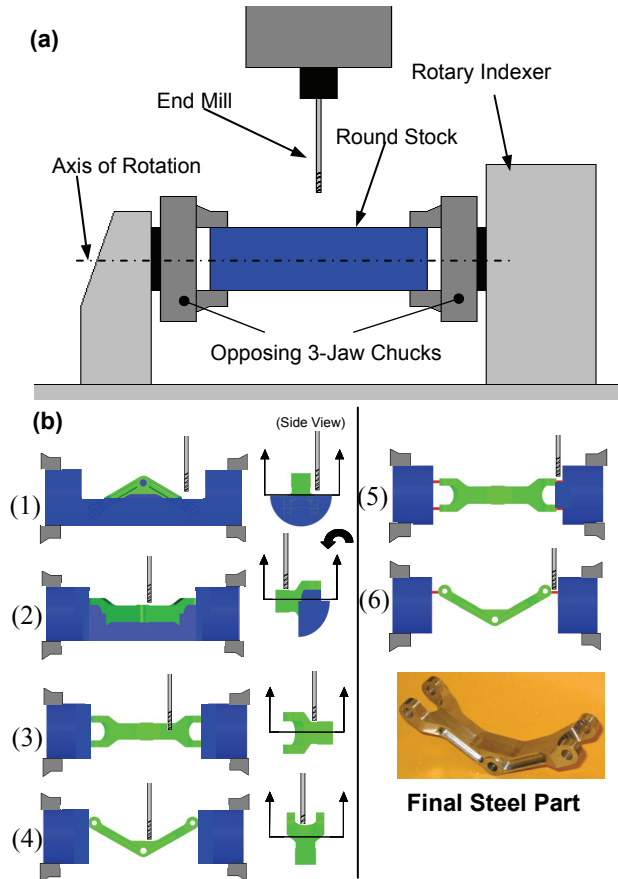 (a)
Rotary Indexer
End Mill
Round Stock
Axis of Rotation
Opposing 3-Jaw Chucks
(b)
(Side View)
(1)
(2)
(3)
(4)
(5)
(6)
Final Steel Part